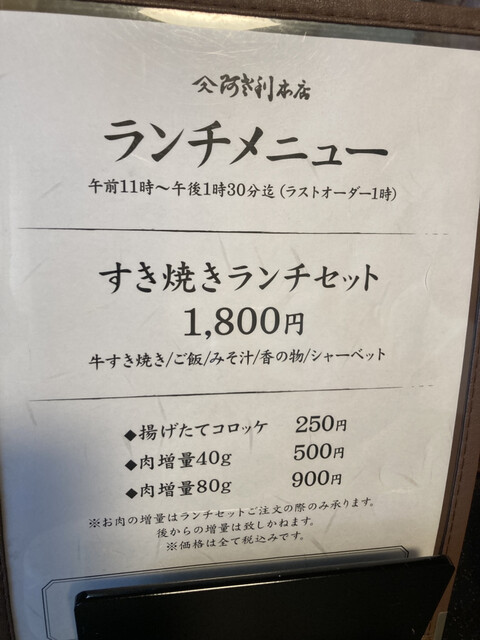 阿さ利本店
ランチメニュー
午前11時～午後1時30分迄（ラストオーダー1時）
すき焼きランチセット
1,800円
牛すき焼き/ご飯/みそ汁/香の物/シャーベット
◆揚げたてコロッケ 250円
◆肉増量40g 500円
◆肉増量80g 900円
※お肉の増量はランチセットご注文の際のみ承ります。
後からの増量は致しかねます。
※価格は全て税込みです。